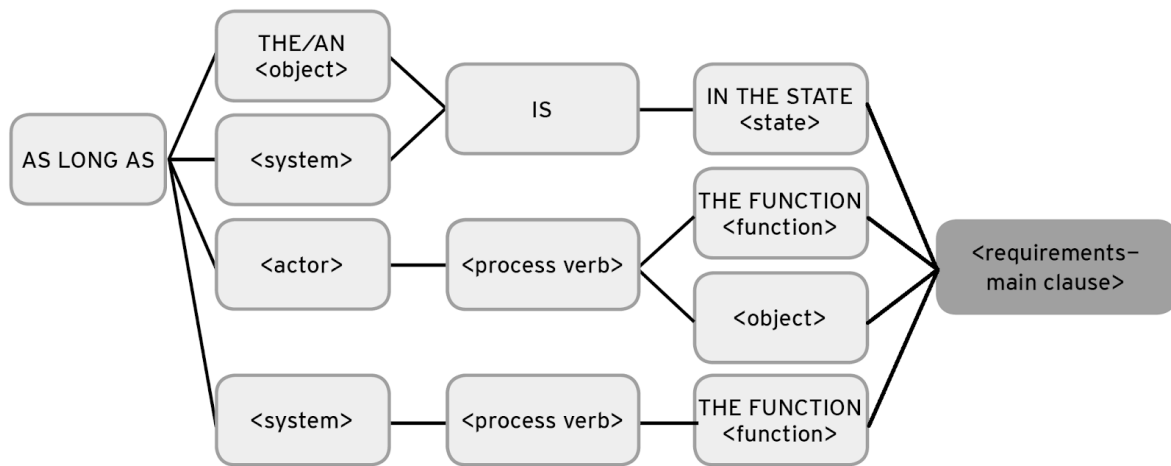 THE/AN
<object>
IS
IN THE STATE
<state>
AS LONG AS
<system>
THE FUNCTION
<function>
<actor>
<process verb>
<requirements-
main clause>
<object>
<system>
<process verb>
THE FUNCTION
<function>